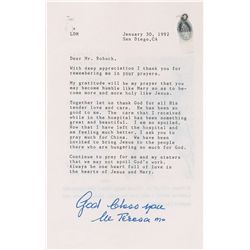 LDM
January 30, 1992
San Diego,CA
Dear Mr. Roboch,
With deep appreciation I thank you for
remembering me in your prayers.
My gratitude will be my prayer that you
may become humble like Mary so as to be-
come more and more holy like Jesus.
Together let us thank God for all His
tender love and care. He has been so
good to me. The care that I received
while in the hospital has been something
great and beautiful. I am so spoiled.
Now that I have left the hospital and
am feeling much better, I ask you to
pray much for China. We have been
invited to bring Jesus in the people
there who are hungering so much for God.
Continue to pray for me and my sisters
that we may not spoil God's work.
Always be one heart full of love in
the hearts of Jesus and Mary.
God bless you
M Teresa mc